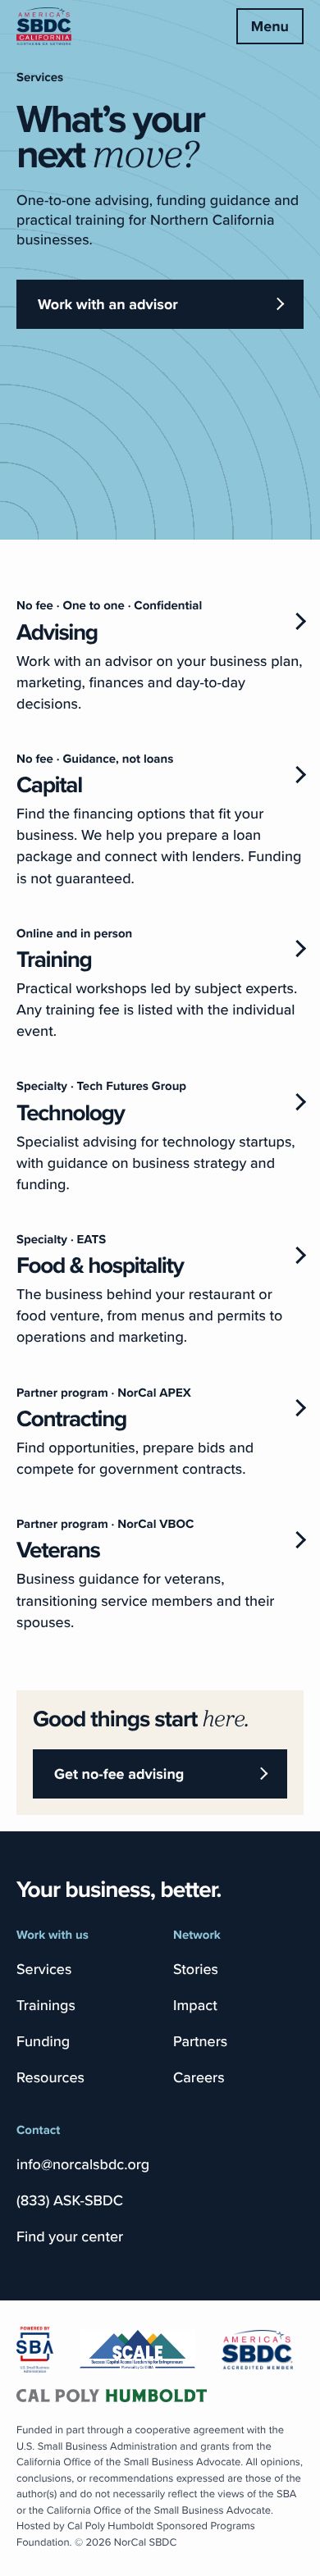 AMERICA'S
SBDC
CALIFORNIA
NORTHERN CA NETWORK
Menu
Services
What's your
next move?
One-to-one advising, funding guidance and
practical training for Northern California
businesses.
Work with an advisor
No fee · One to one · Confidential
Advising
Work with an advisor on your business plan,
marketing, finances and day-to-day
decisions.
No fee · Guidance, not loans
Capital
Find the financing options that fit your
business. We help you prepare a loan
package and connect with lenders. Funding
is not guaranteed.
Online and in person
Training
Practical workshops led by subject experts.
Any training fee is listed with the individual
event.
Specialty · Tech Futures Group
Technology
Specialist advising for technology startups,
with guidance on business strategy and
funding.
Specialty · EATS
Food & hospitality
The business behind your restaurant or
food venture, from menus and permits to
operations and marketing.
Partner program · NorCal APEX
Contracting
Find opportunities, prepare bids and
compete for government contracts.
Partner program · NorCal VBOC
Veterans
Business guidance for veterans,
transitioning service members and their
spouses.
Good things start here.
Get no-fee advising
Your business, better.
Work with us
Services
Trainings
Funding
Resources
Network
Stories
Impact
Partners
Careers
Contact
info@norcalsbdc.org
(833) ASK-SBDC
Find your center
POWERED BY
SBA
U.S. Small Business
Administration
SCALE
AMERICA'S
SBDC
ACCREDITED MEMBER
CAL POLY HUMBOLDT
Funded in part through a cooperative agreement with the
U.S. Small Business Administration and grants from the
California Office of the Small Business Advocate. All opinions,
conclusions, or recommendations expressed are those of the
author(s) and do not necessarily reflect the views of the SBA
or the California Office of the Small Business Advocate.
Hosted by Cal Poly Humboldt Sponsored Programs
Foundation. © 2026 NorCal SBDC